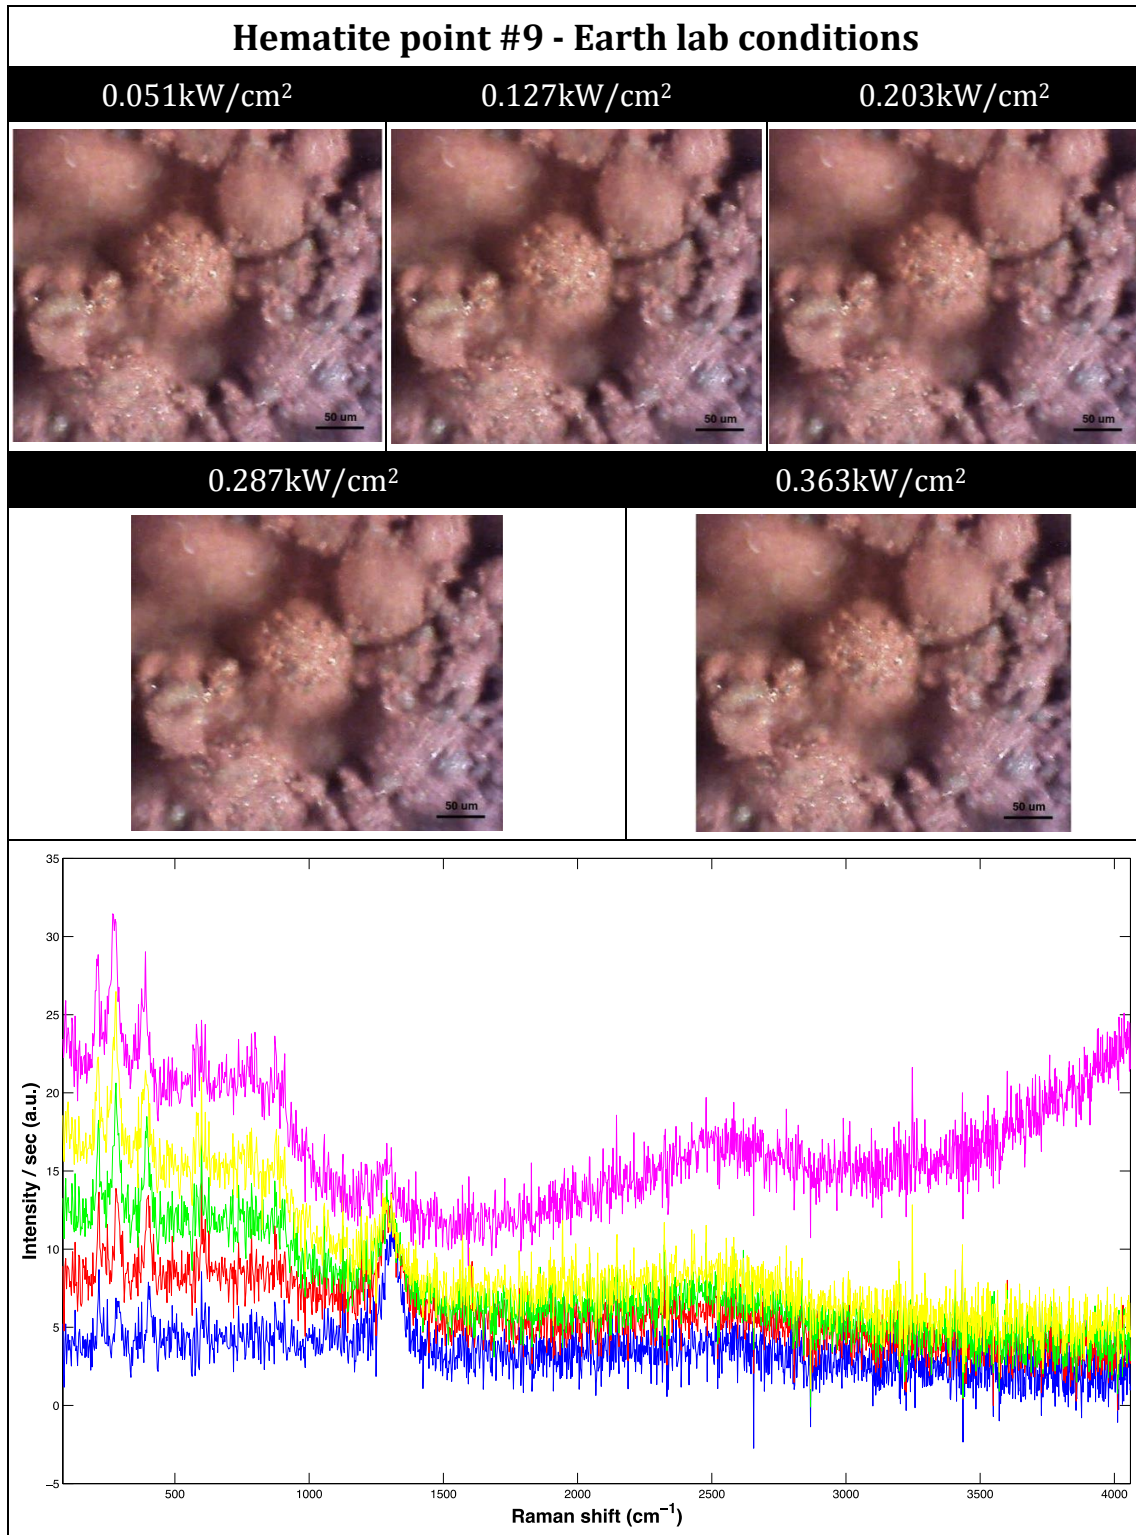 Hematite point #9 - Earth lab conditions
0.051kW/cm²
0.127kW/cm²
0.203kW/cm²
50 um
50 um
50 um
0.287kW/cm²
0.363kW/cm²
50 um
50 um
35
30
25
20
15
10
5
0
−5
Intensity / sec (a.u.)
500
1000
1500
2000
2500
3000
3500
4000
Raman shift (cm⁻¹)